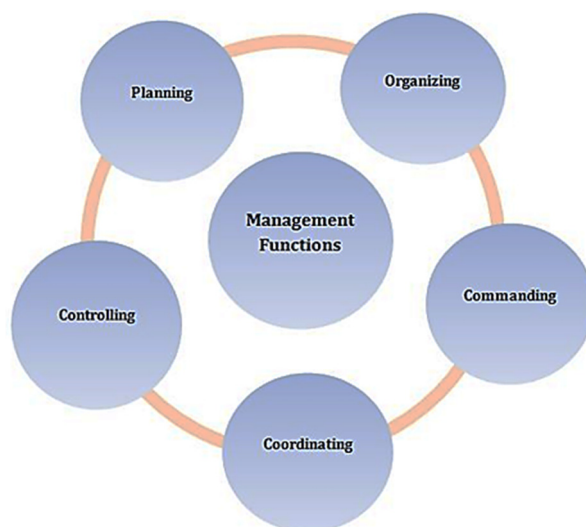 Planning
Organizing
Management
Functions
Commanding
Controlling
Coordinating